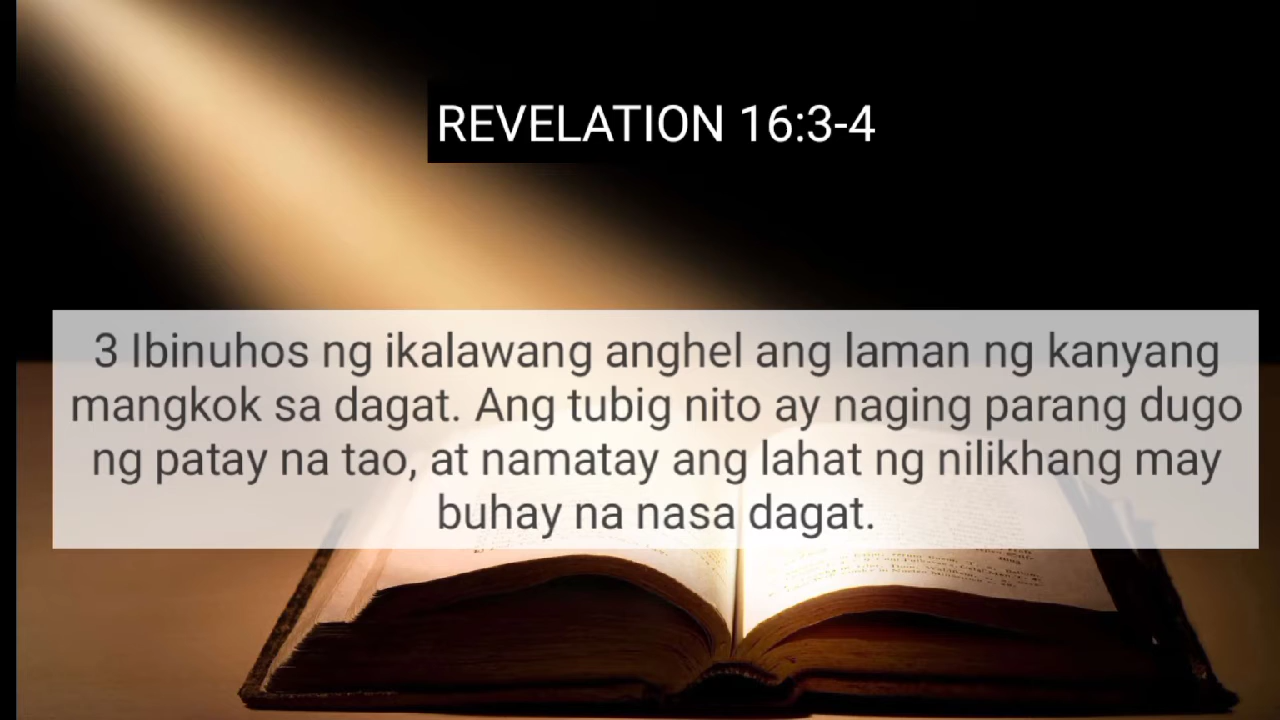 REVELATION 16:3-4
3 Ibinuhos ng ikalawang anghel ang laman ng kanyang
mangkok sa dagat. Ang tubig nito ay naging parang dugo
ng patay na tao, at namatay ang lahat ng nilikhang may
buhay na nasa dagat.